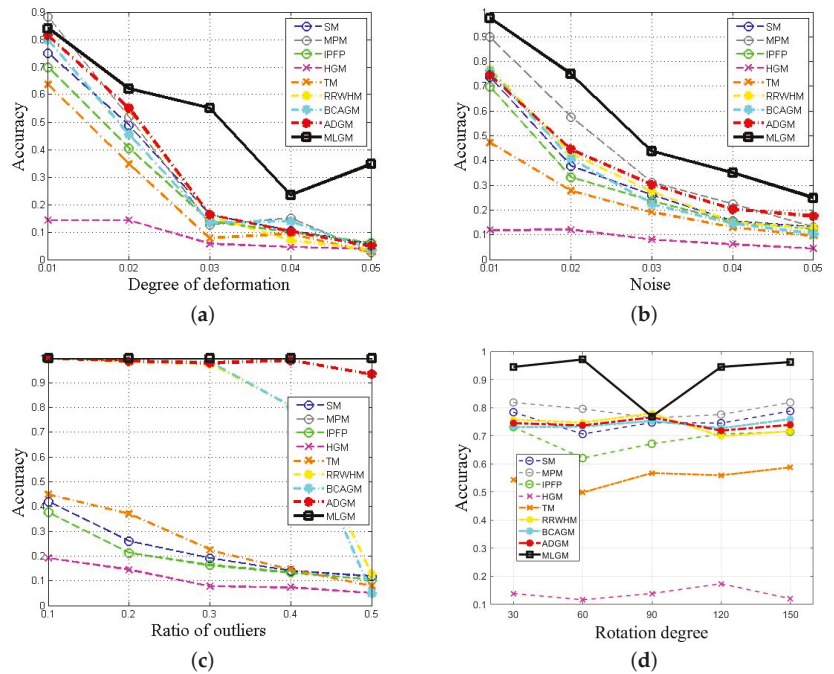 0.9
0.8
0.7
0.6
0.5
0.4
0.3
0.2
0.1
0
Accuracy
0.01 0.02 0.03 0.04 0.05
Degree of deformation
SM
MPM
IPFP
HGM
TM
RRWHM
BCAGM
ADGM
MLGM
(a)
1
0.9
0.8
0.7
0.6
0.5
0.4
0.3
0.2
0.1
0
Accuracy
0.01 0.02 0.03 0.04 0.05
Noise
SM
MPM
IPFP
HGM
TM
RRWHM
BCAGM
ADGM
MLGM
(b)
0.9
0.8
0.7
0.6
0.5
0.4
0.3
0.2
0.1
0
Accuracy
0.1 0.2 0.3 0.4 0.5
Ratio of outliers
SM
MPM
IPFP
HGM
TM
RRWHM
BCAGM
ADGM
MLGM
(c)
1
0.9
0.8
0.7
0.6
0.5
0.4
0.3
0.2
0.1
Accuracy
30 60 90 120 150
Rotation degree
SM
MPM
IPFP
HGM
TM
RRWHM
BCAGM
ADGM
MLGM
(d)